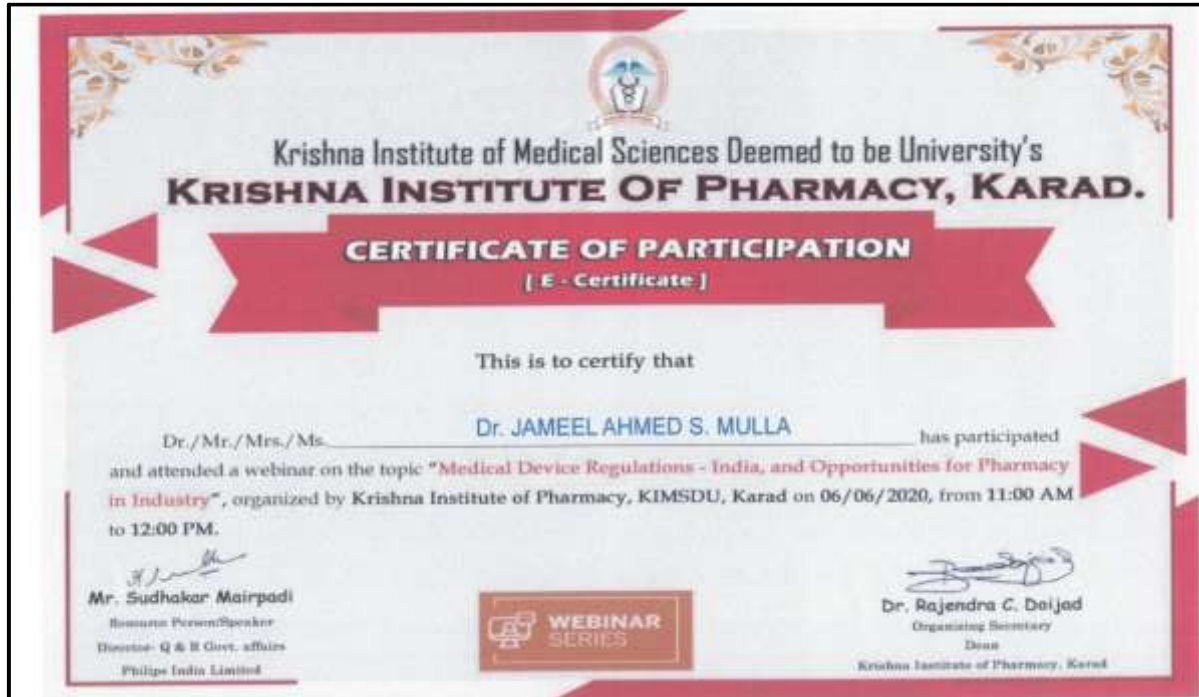 Krishna Institute of Medical Sciences Deemed to be University's
KRISHNA INSTITUTE OF PHARMACY, KARAD.
CERTIFICATE OF PARTICIPATION
[ E - Certificate ]
This is to certify that
Dr./Mr./Mrs./Ms. Dr. JAMEEL AHMED S. MULLA has participated
and attended a webinar on the topic "Medical Device Regulations - India, and Opportunities for Pharmacy
in Industry", organized by Krishna Institute of Pharmacy, KIMSDU, Karad on 06/06/2020, from 11:00 AM
to 12:00 PM.
Mr. Sudhakar Mairpadi
Resource Person/Speaker
Director- Q & R Govt. affairs
Philips India Limited
WEBINAR
SERIES
Dr. Rajendra C. Doijad
Organizing Secretary
Dean
Krishna Institute of Pharmacy, Karad